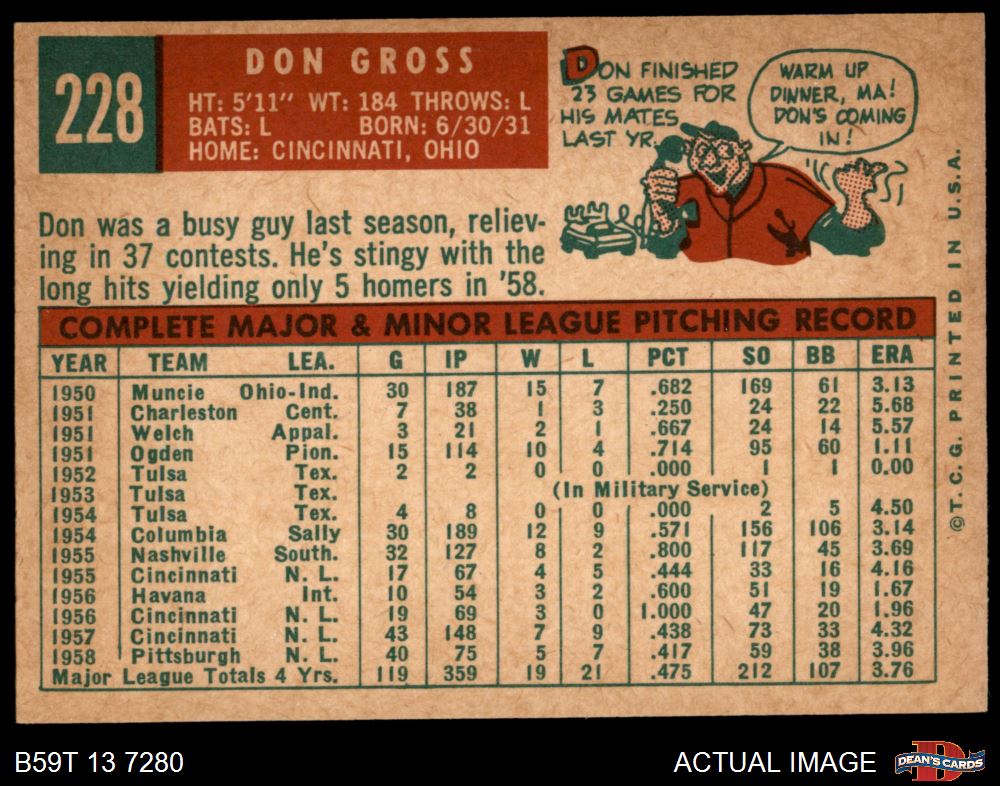 228
DON GROSS
HT: 5'11" WT: 184 THROWS: L
BATS: L BORN: 6/30/31
HOME: CINCINNATI, OHIO
DON FINISHED
23 GAMES FOR
HIS MATES
LAST YR.
WARM UP
DINNER, MA!
DON'S COMING
IN!
Don was a busy guy last season, reliev-
ing in 37 contests. He's stingy with the
long hits yielding only 5 homers in '58.
COMPLETE MAJOR & MINOR LEAGUE PITCHING RECORD
YEAR TEAM LEA. G IP W L PCT SO BB ERA
1950 Muncie Ohio-Ind. 30 187 15 7 .682 169 61 3.13
1951 Charleston Cent. 7 38 1 3 .250 24 22 5.68
1951 Welch Appal. 3 21 2 1 .667 24 14 5.57
1951 Ogden Pion. 15 114 10 4 .714 95 60 1.11
1952 Tulsa Tex. 2 2 0 0 .000 1 1 0.00
1953 Tulsa Tex. (In Military Service)
1954 Tulsa Tex. 4 8 0 0 .000 2 5 4.50
1954 Columbia Sally 30 189 12 9 .571 156 106 3.14
1955 Nashville South. 32 127 8 2 .800 117 45 3.69
1955 Cincinnati N. L. 17 67 4 5 .444 33 16 4.16
1956 Havana Int. 10 54 3 2 .600 51 19 1.67
1956 Cincinnati N. L. 19 69 3 0 1.000 47 20 1.96
1957 Cincinnati N. L. 43 148 7 9 .438 73 33 4.32
1958 Pittsburgh N. L. 40 75 5 7 .417 59 38 3.96
Major League Totals 4 Yrs. 119 359 19 21 .475 212 107 3.76
©T.C.G. PRINTED IN U.S.A.
B59T 13 7280
ACTUAL IMAGE
DEAN'S CARDS